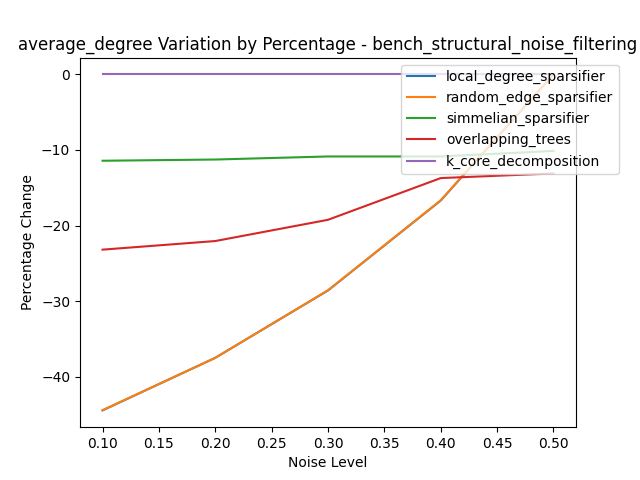 average_degree Variation by Percentage - bench_structural_noise_filtering
local_degree_sparsifier
random_edge_sparsifier
simmelian_sparsifier
overlapping_trees
k_core_decomposition
Percentage Change
0
−10
−20
−30
−40
0.10 0.15 0.20 0.25 0.30 0.35 0.40 0.45 0.50
Noise Level